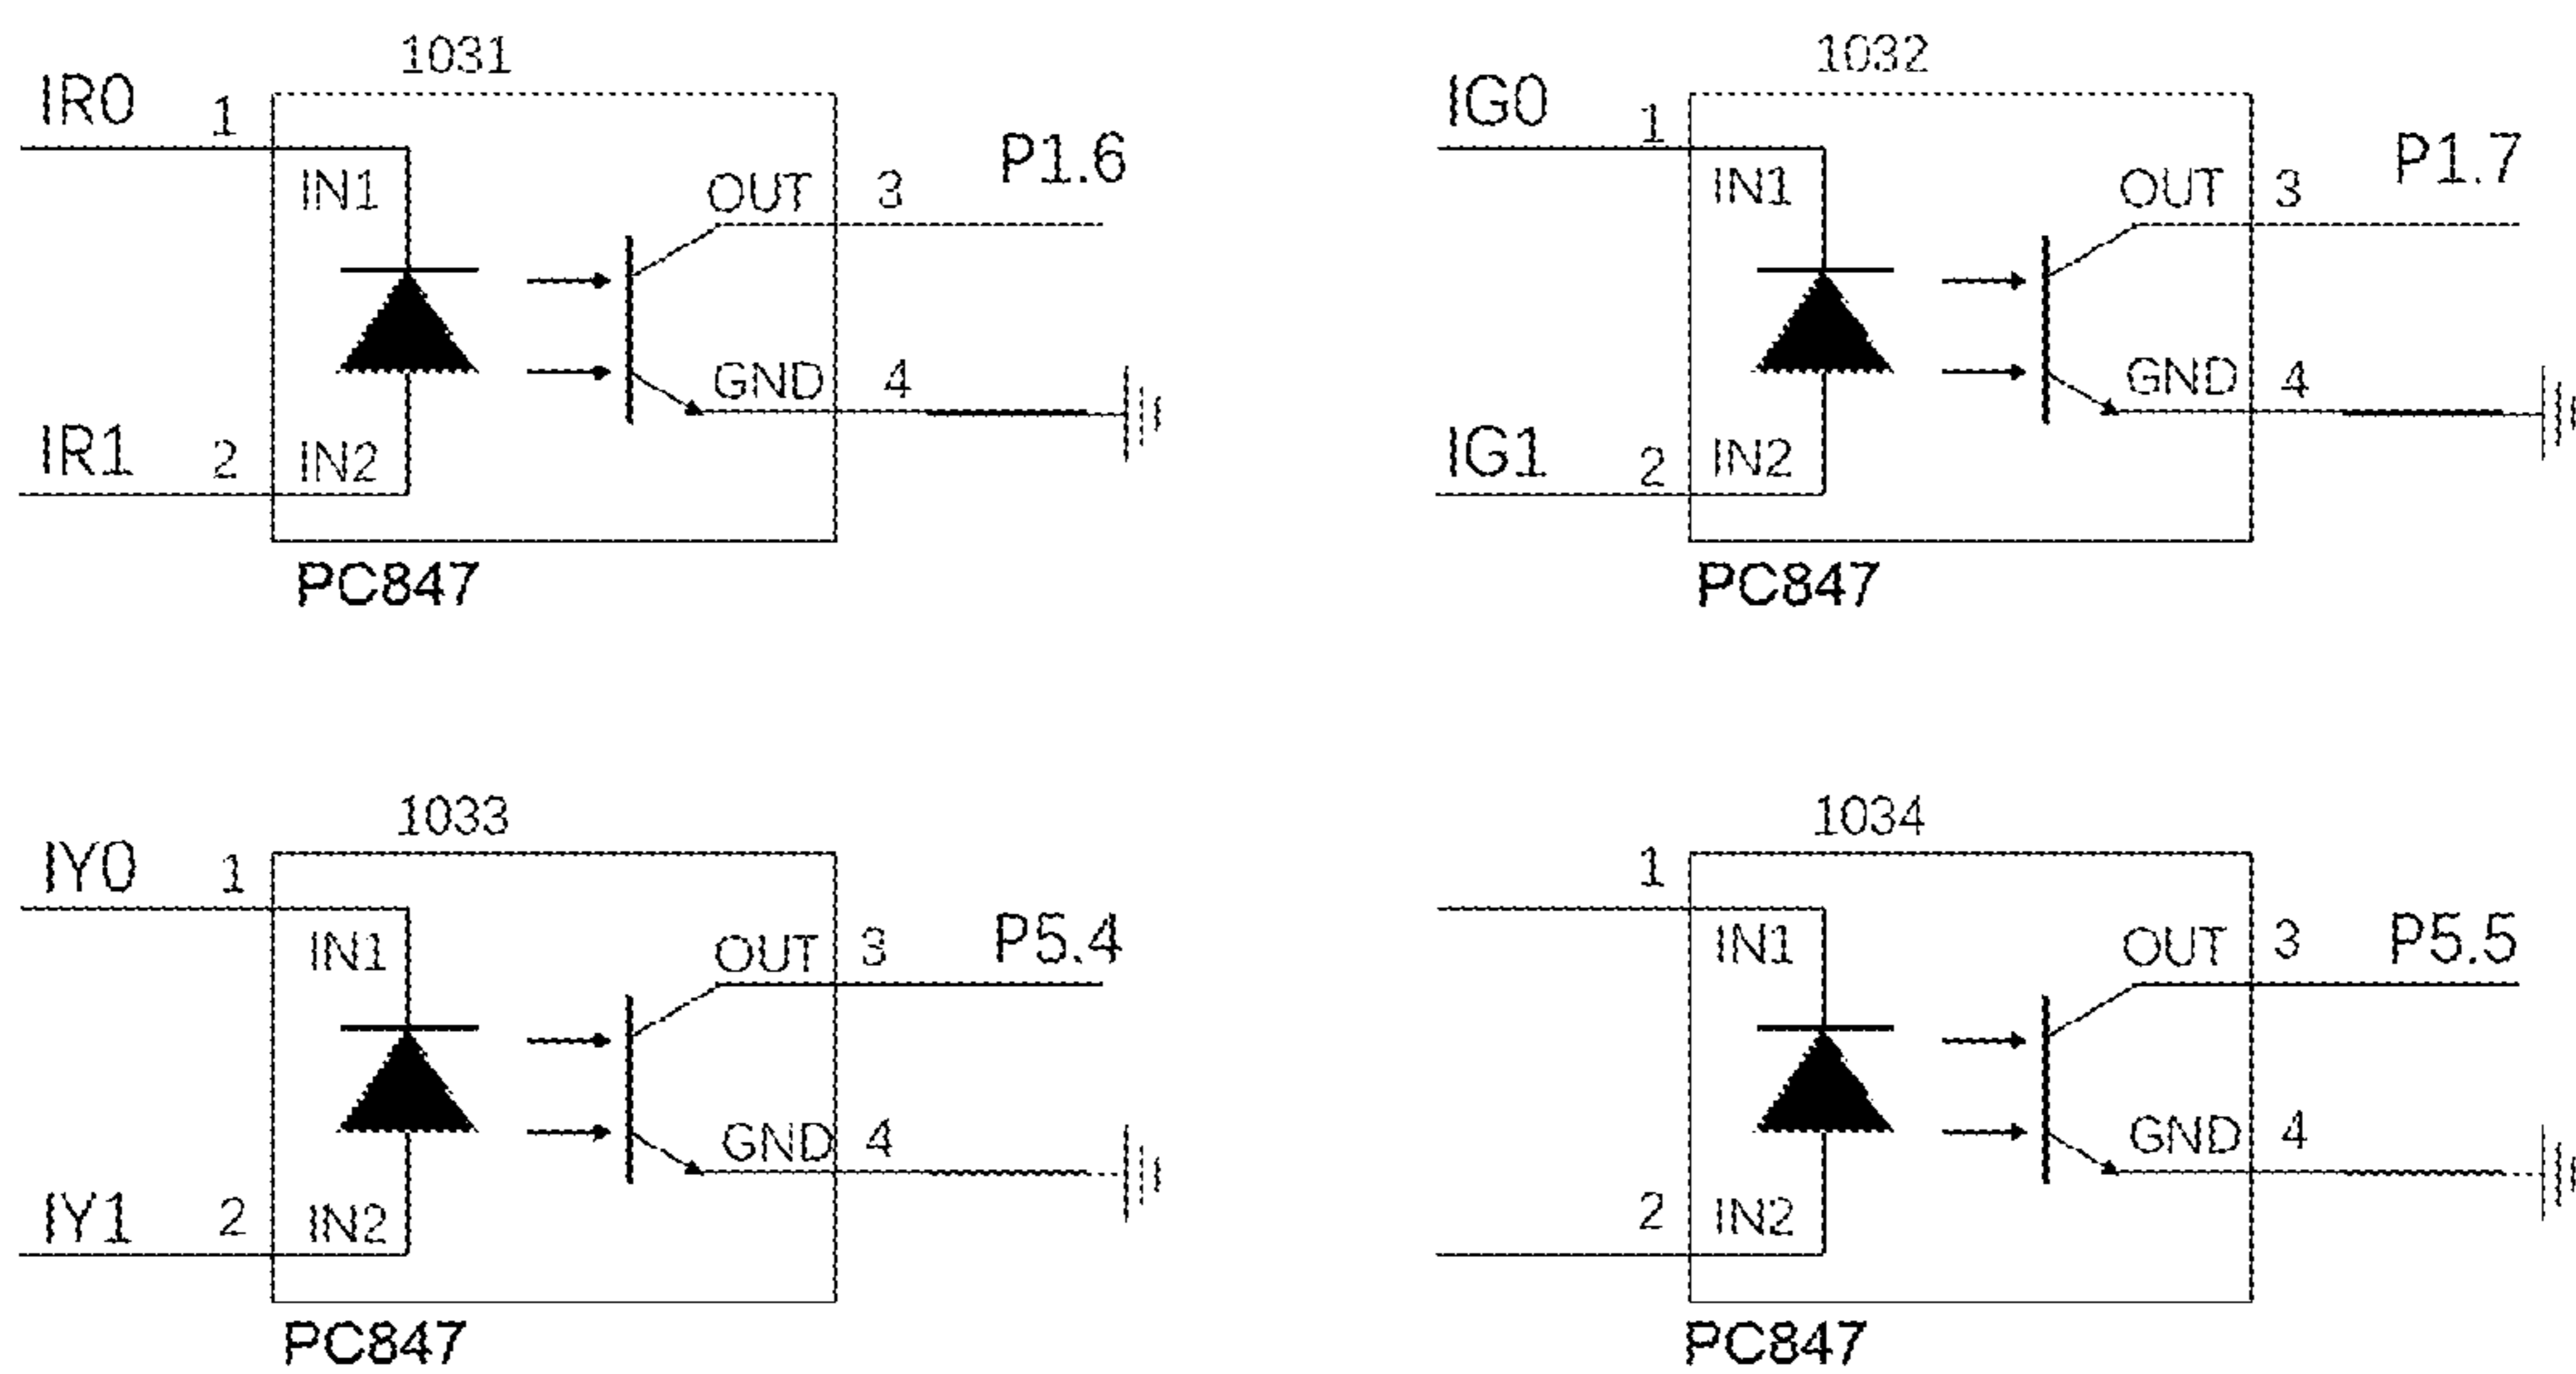 1031
IR0
1
IN1
OUT
3
P1.6
GND
4
IR1
2
IN2
PC847
1032
IG0
1
IN1
OUT
3
P1.7
GND
4
IG1
2
IN2
PC847
1033
IY0
1
IN1
OUT
3
P5.4
GND
4
IY1
2
IN2
PC847
1034
1
IN1
OUT
3
P5.5
GND
4
2
IN2
PC847